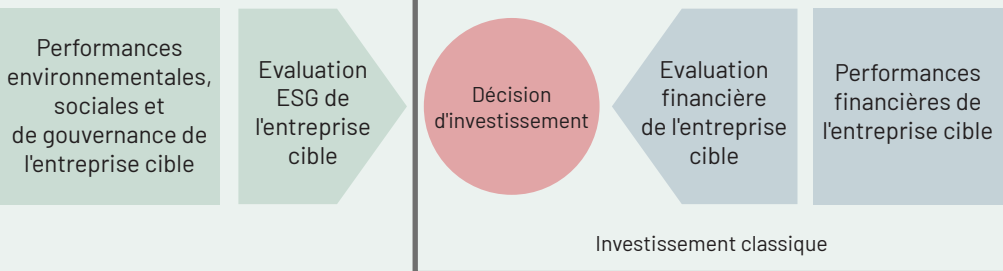 Performances
environnementales,
sociales et
de gouvernance de
l'entreprise cible
Evaluation
ESG de
l'entreprise
cible
Décision
d'investissement
Evaluation
financière
de l'entreprise
cible
Performances
financières de
l'entreprise cible
Investissement classique